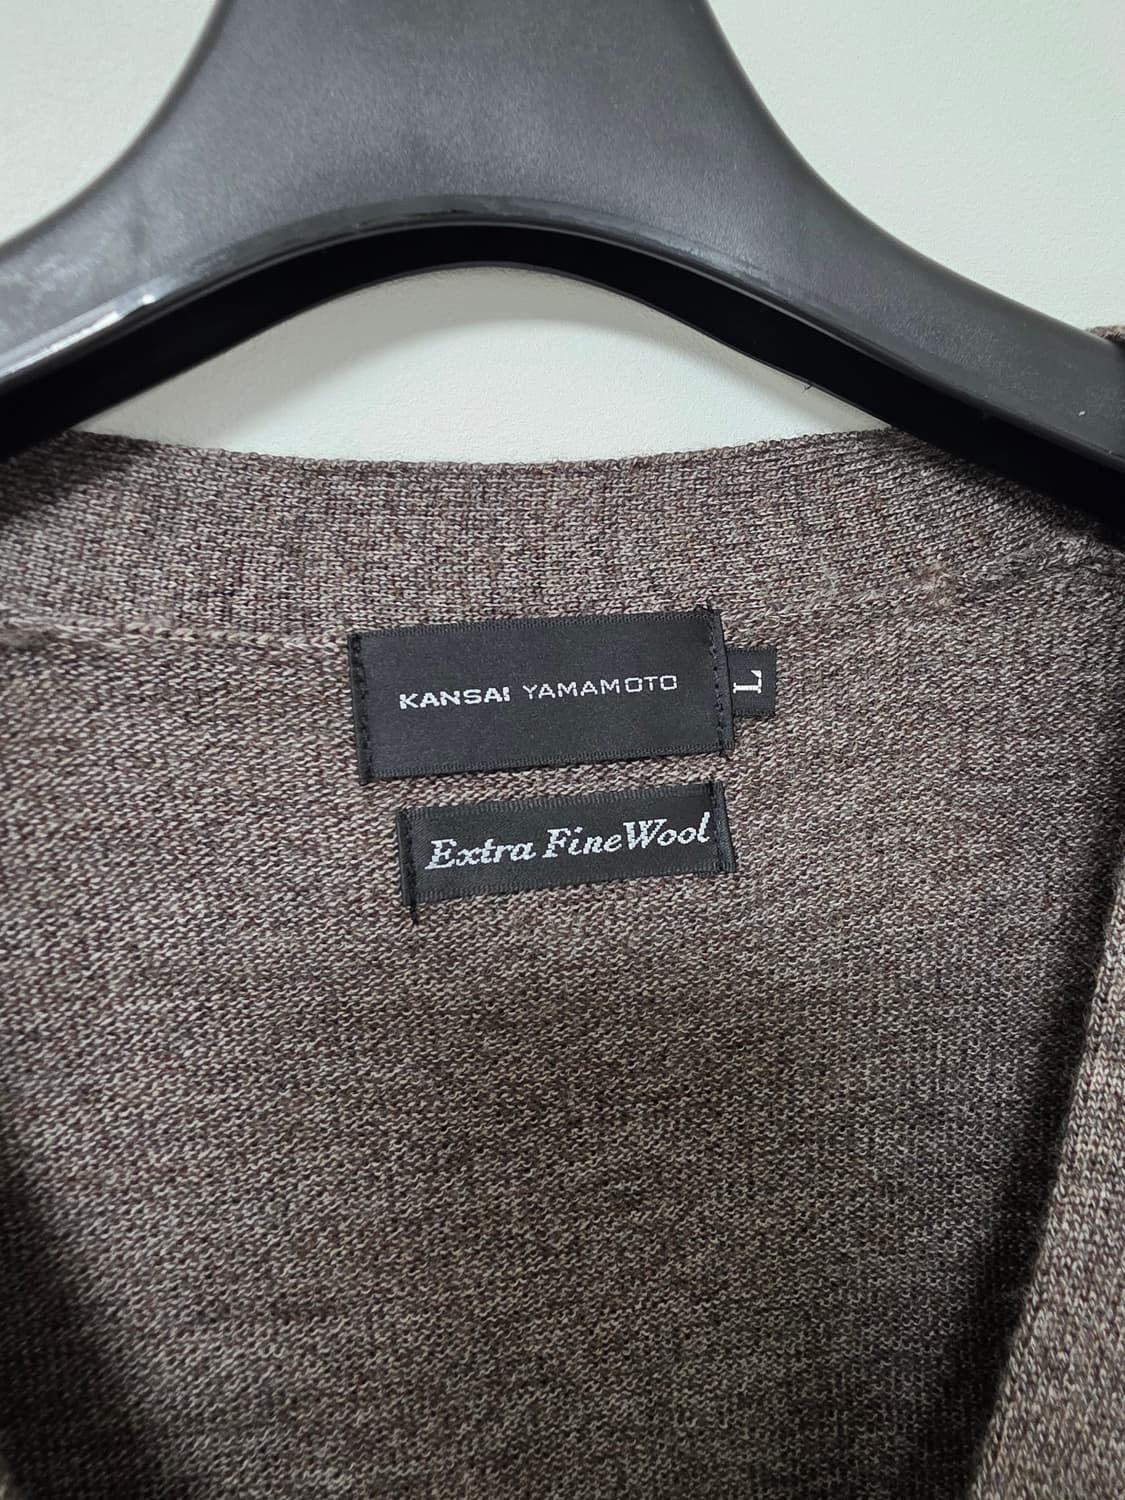 KANSAI YAMAMOTO
L
Extra Fine Wool